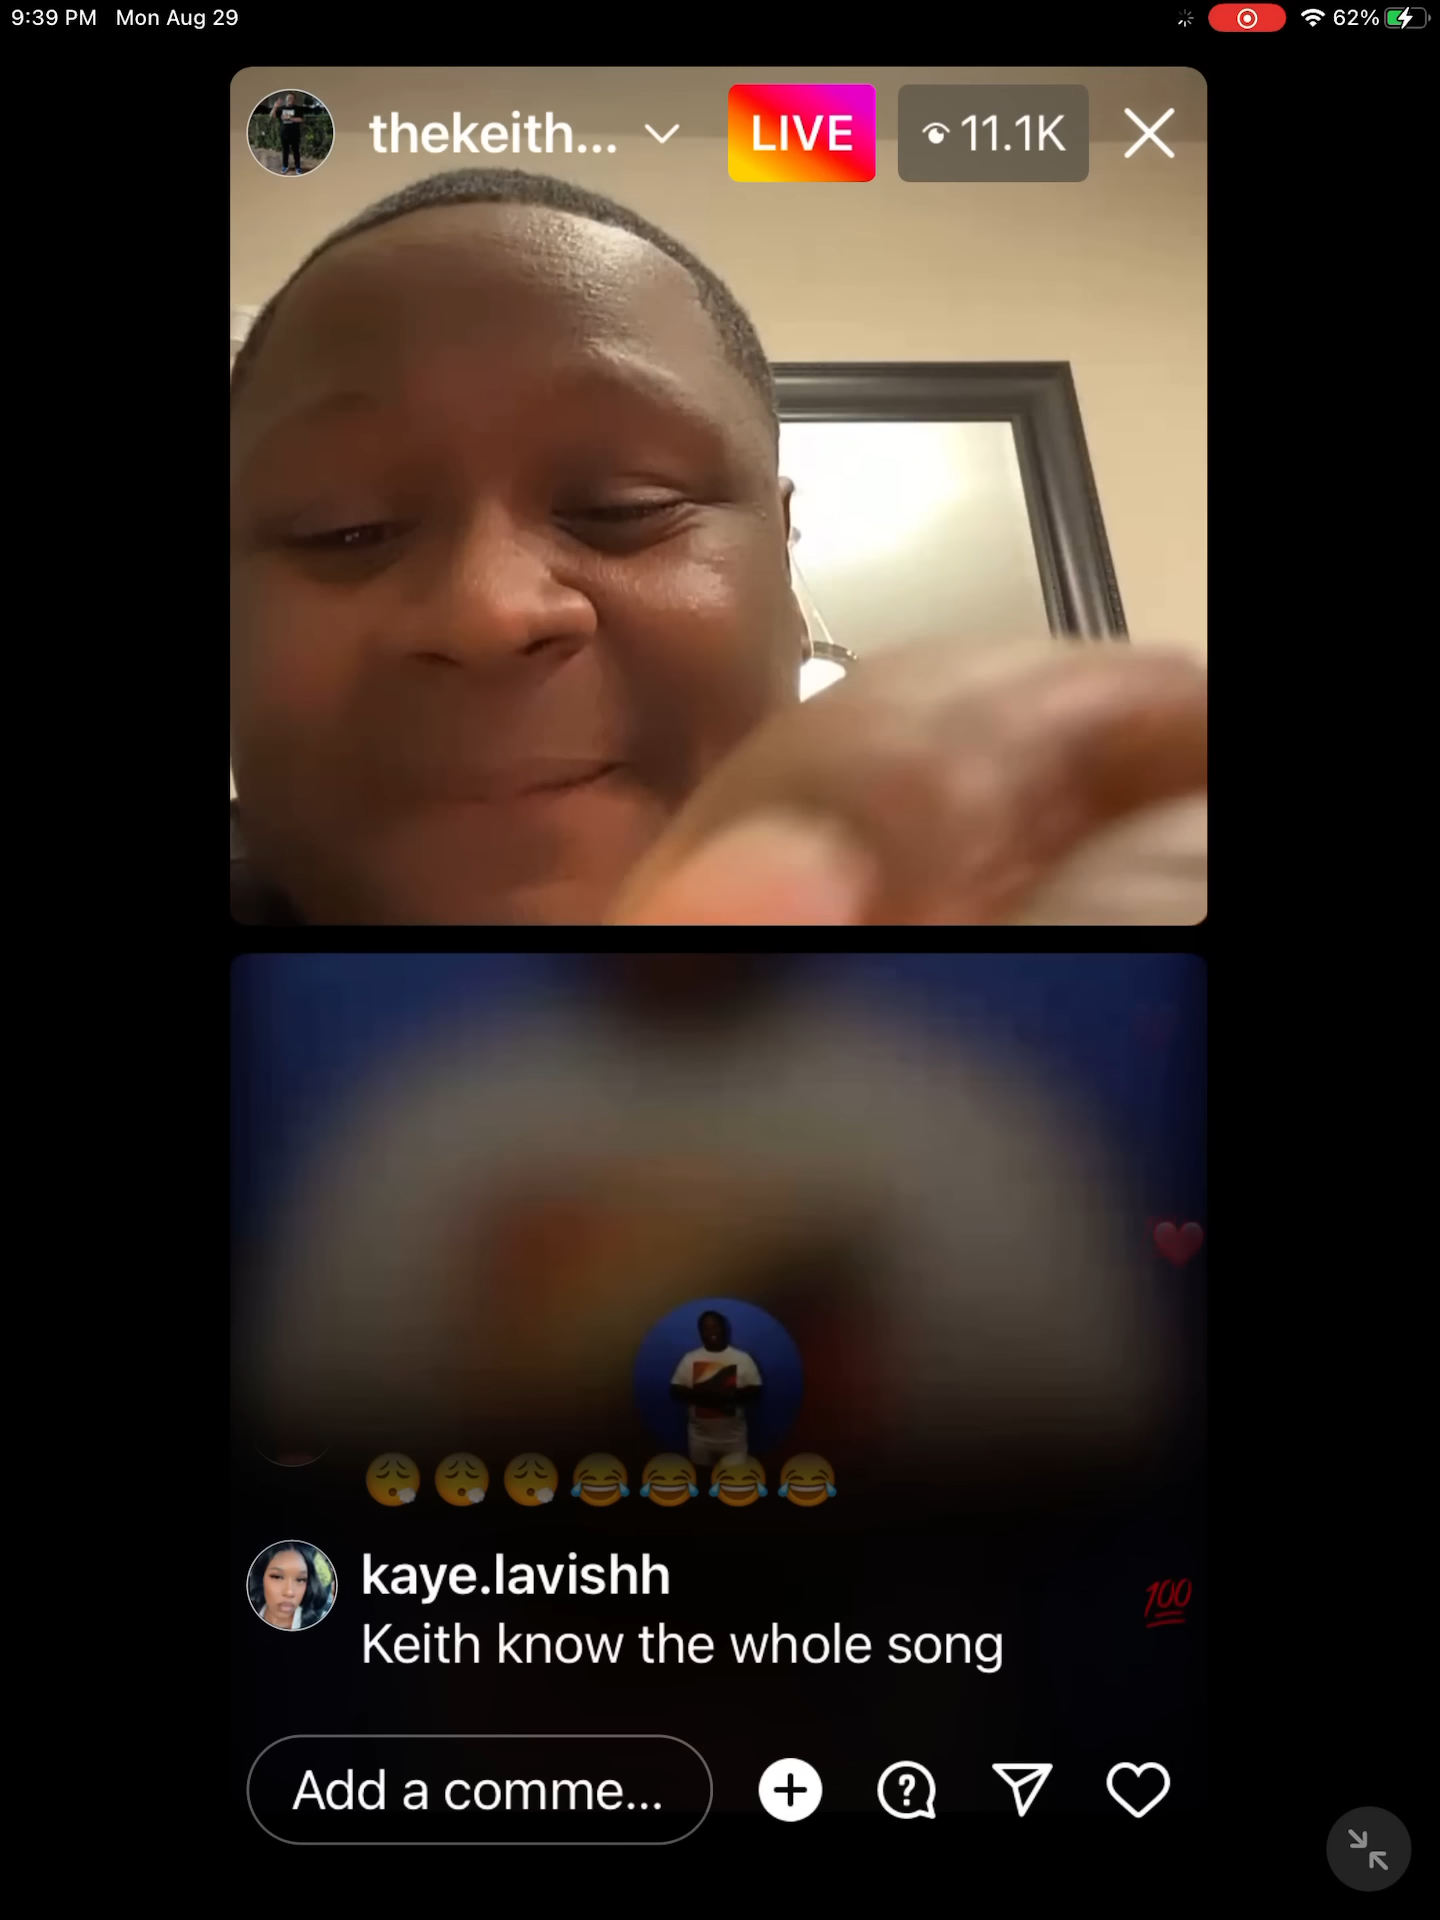 9:39 PM Mon Aug 29 62%
thekeith... LIVE 11.1K
😮‍💨😮‍💨😮‍💨😂😂😂😂
kaye.lavishh
Keith know the whole song
💯
Add a comme...